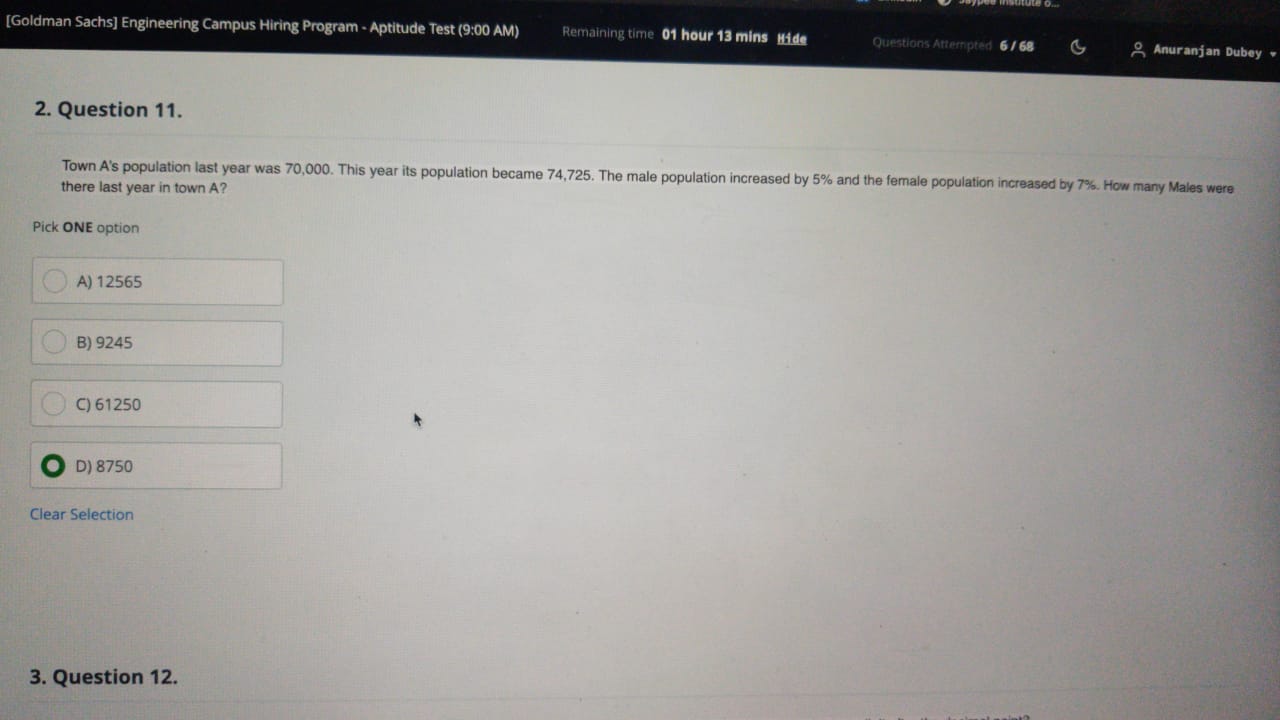 [Goldman Sachs] Engineering Campus Hiring Program - Aptitude Test (9:00 AM)
Remaining time 01 hour 13 mins Hide
Questions Attempted 6 / 68
Anuranjan Dubey
2. Question 11.
Town A's population last year was 70,000. This year its population became 74,725. The male population increased by 5% and the female population increased by 7%. How many Males were
there last year in town A?
Pick ONE option
A) 12565
B) 9245
C) 61250
D) 8750
Clear Selection
3. Question 12.